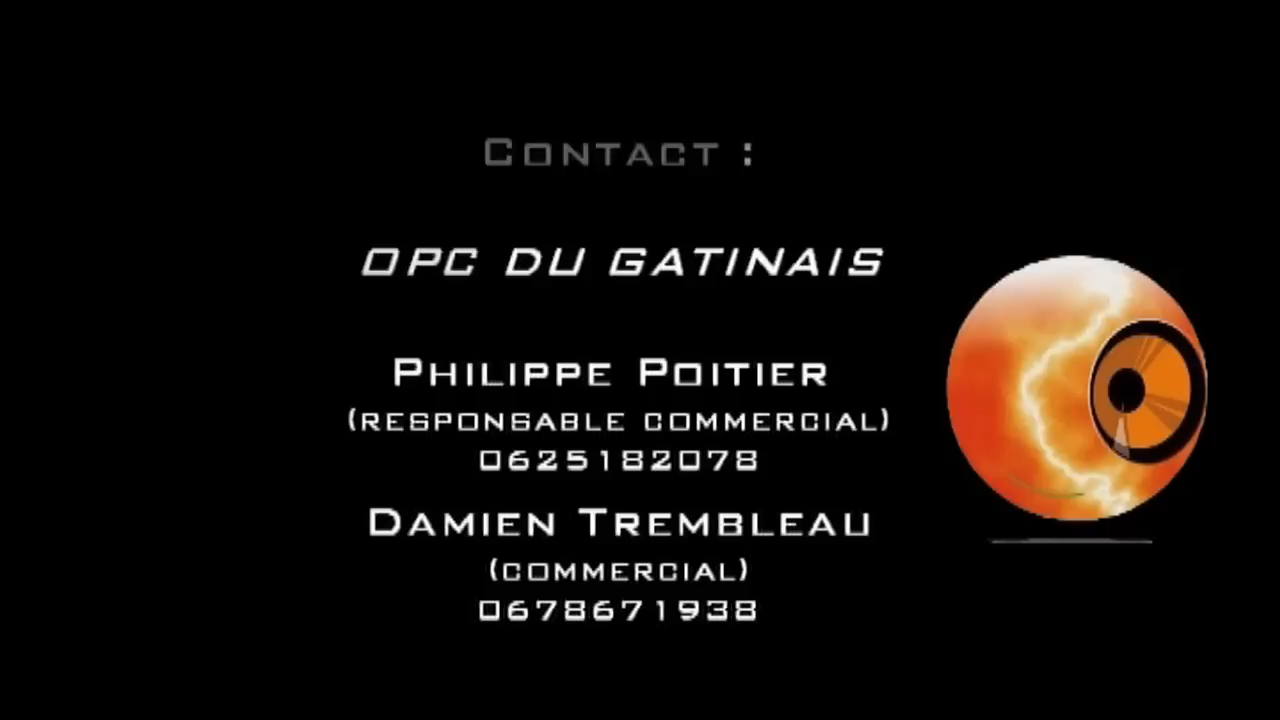 CONTACT :
OPC DU GATINAIS
PHILIPPE POITIER
(RESPONSABLE COMMERCIAL)
0625182078
DAMIEN TREMBLEAU
(COMMERCIAL)
0678671938